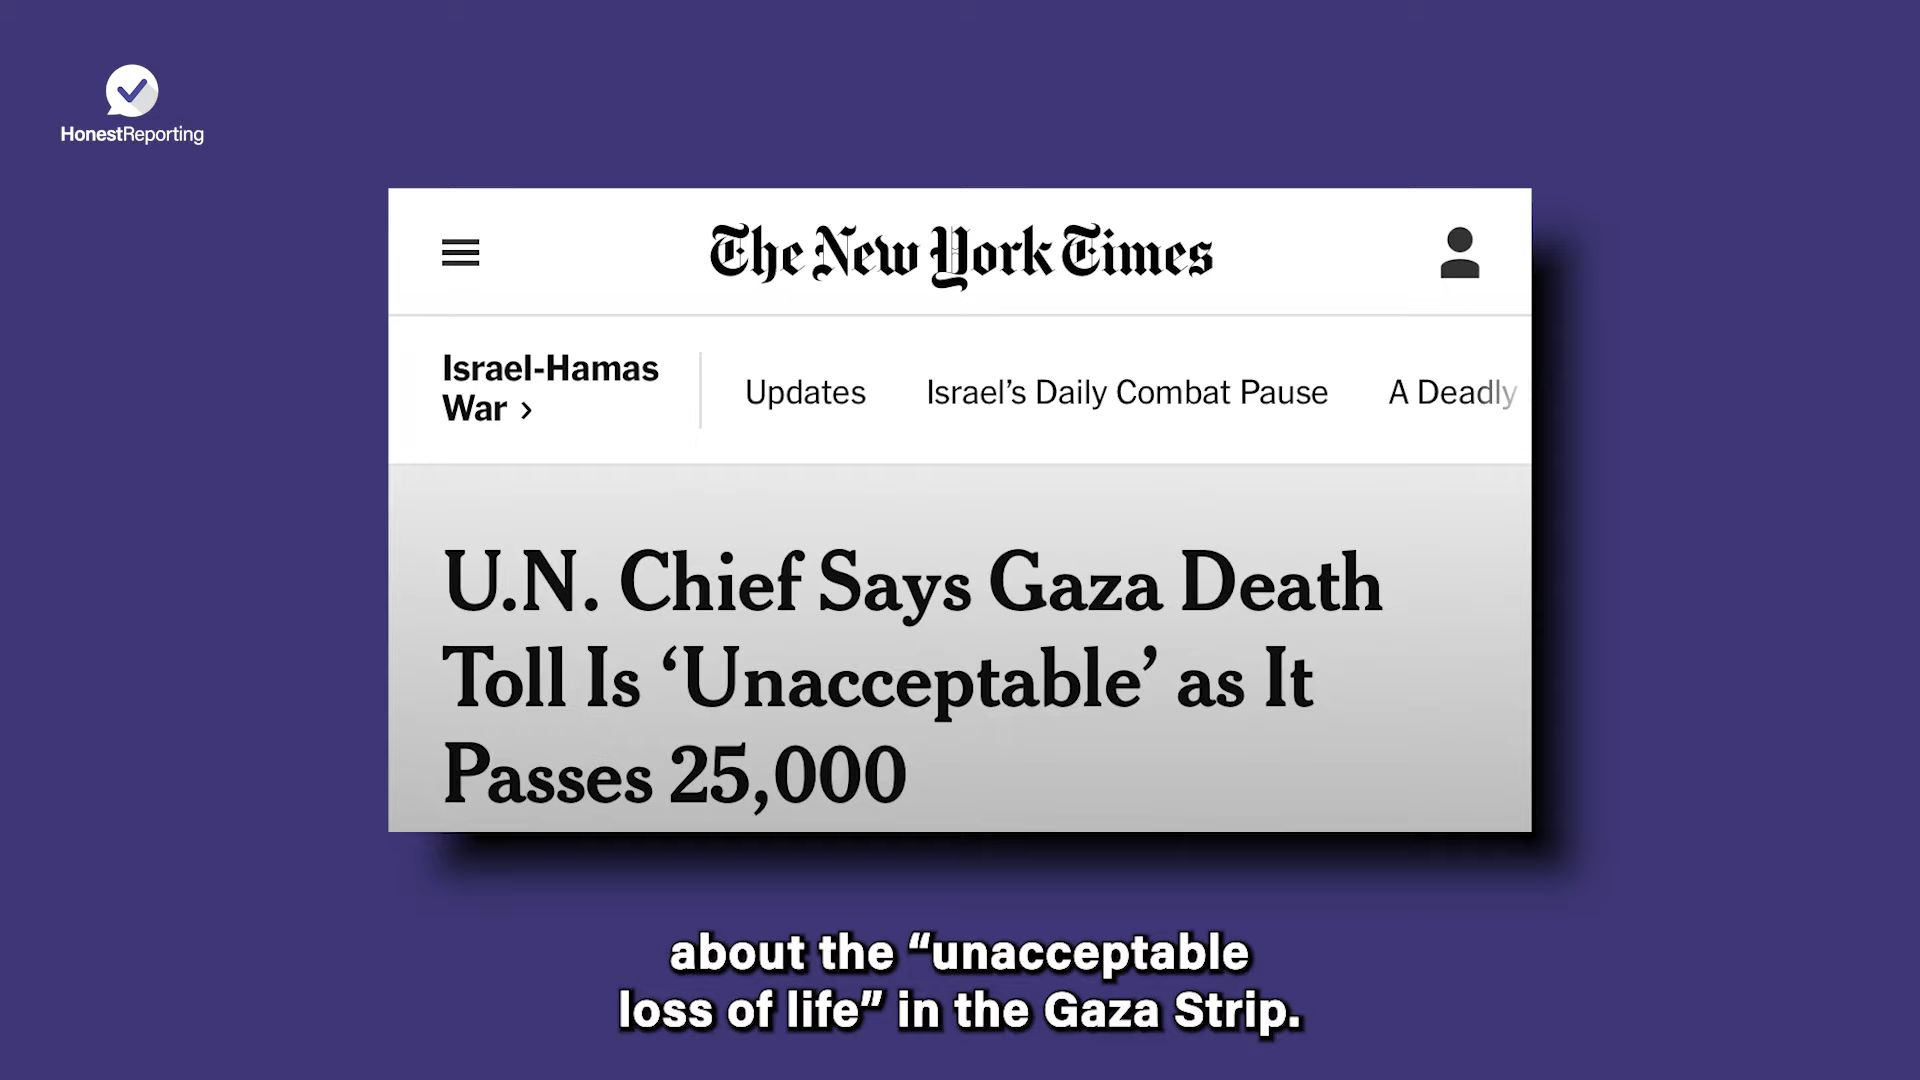 HonestReporting
The New York Times
Israel-Hamas
War ›
Updates
Israel’s Daily Combat Pause
A Deadly
U.N. Chief Says Gaza Death
Toll Is ‘Unacceptable’ as It
Passes 25,000
about the “unacceptable
loss of life” in the Gaza Strip.